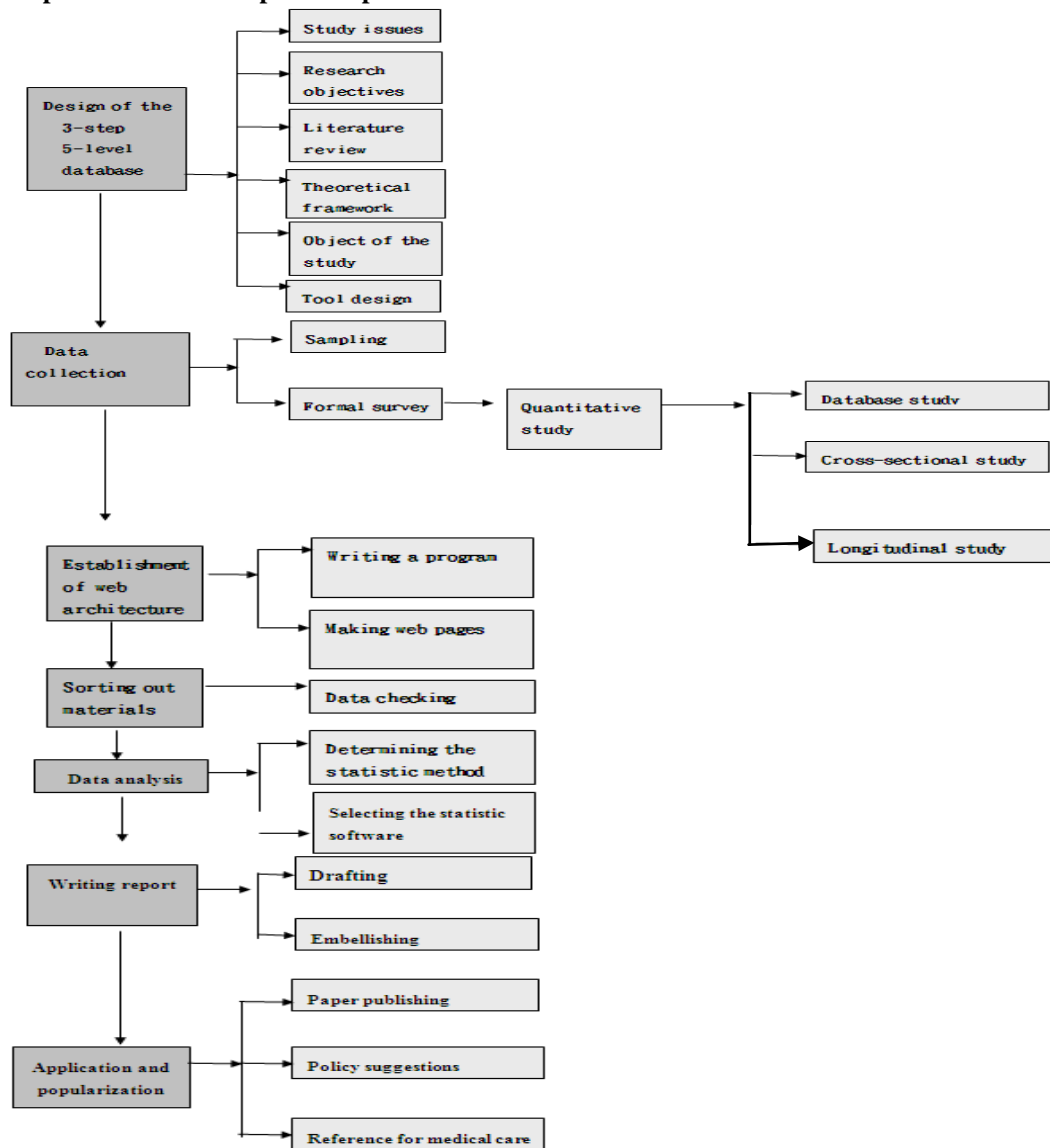 Study issues
Research
objectives
Design of the
3-step
5-level
database
Literature
review
Theoretical
framework
Object of the
study
Tool design
Data
collection
Sampling
Formal survey
Quantitative
study
Database study
Cross-sectional study
Longitudinal study
Establishment
of web
architecture
Writing a program
Making web pages
Sorting out
materials
Data checking
Data analysis
Determining the
statistic method
Selecting the statistic
software
Writing report
Drafting
Embellishing
Application and
popularization
Paper publishing
Policy suggestions
Reference for medical care